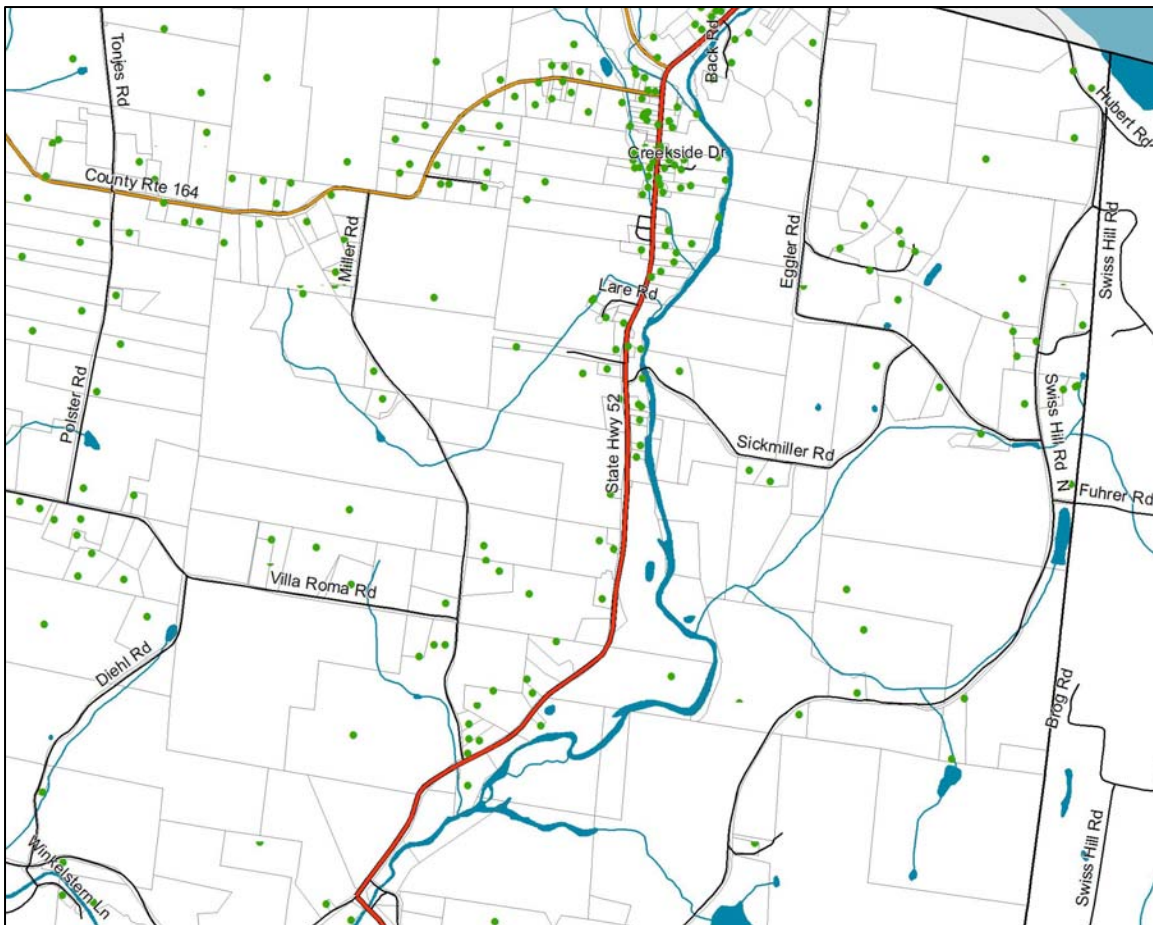 Tonjes Rd
Back Rd
Hubert Rd
Creekside Dr
County Rte 164
Miller Rd
Eggler Rd
Swiss Hill Rd
Lare Rd
Polster Rd
State Hwy 52
Swiss Hill Rd N
Sickmiller Rd
Fuhrer Rd
Villa Roma Rd
Diehl Rd
Brog Rd
Swiss Hill Rd
Winkelstern Ln